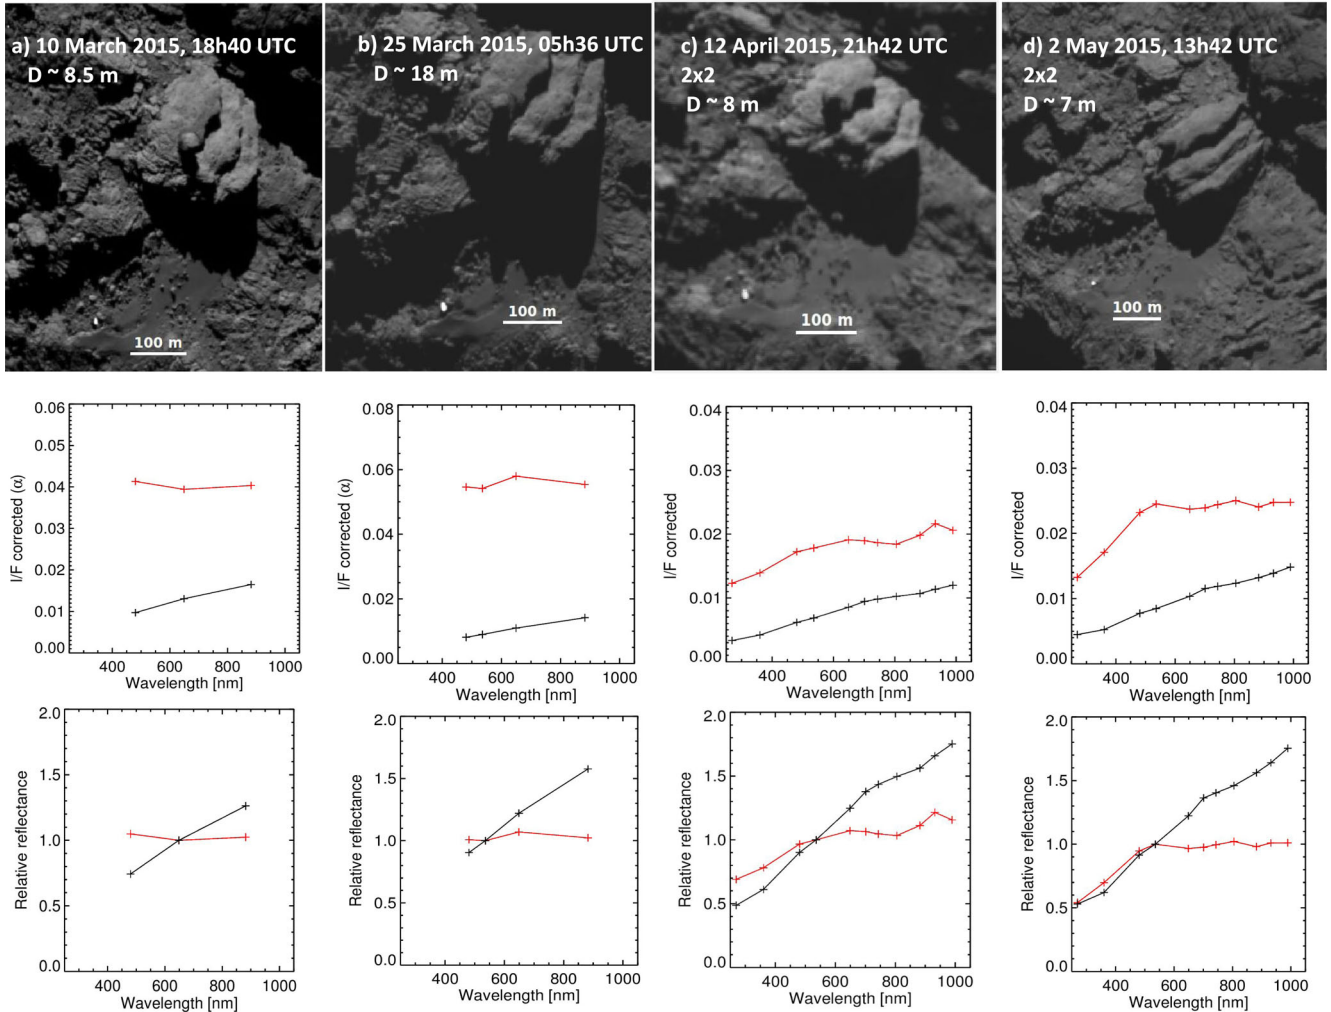 a) 10 March 2015, 18h40 UTC
D ~ 8.5 m
100 m
b) 25 March 2015, 05h36 UTC
D ~ 18 m
100 m
c) 12 April 2015, 21h42 UTC
2x2
D ~ 8 m
100 m
d) 2 May 2015, 13h42 UTC
2x2
D ~ 7 m
100 m
I/F corrected (α)
0.06
0.05
0.04
0.03
0.02
0.01
0.00
400 600 800 1000
Wavelength [nm]
I/F corrected (α)
0.08
0.06
0.04
0.02
0.00
400 600 800 1000
Wavelength [nm]
I/F corrected
0.04
0.03
0.02
0.01
0.00
400 600 800 1000
Wavelength [nm]
I/F corrected
0.04
0.03
0.02
0.01
0.00
400 600 800 1000
Wavelength [nm]
Relative reflectance
2.0
1.5
1.0
0.5
0.0
400 600 800 1000
Wavelength [nm]
Relative reflectance
2.0
1.5
1.0
0.5
0.0
400 600 800 1000
Wavelength [nm]
Relative reflectance
2.0
1.5
1.0
0.5
0.0
400 600 800 1000
Wavelength [nm]
Relative reflectance
2.0
1.5
1.0
0.5
0.0
400 600 800 1000
Wavelength [nm]